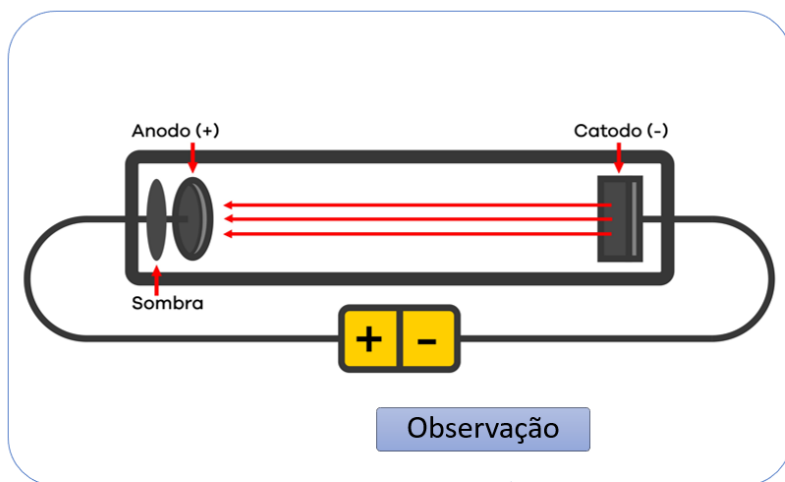 Anodo (+)
Catodo (-)
Sombra
+ -
Observação